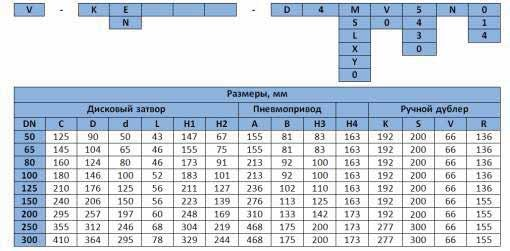 V - K E - D 4 M V 5 N 0
N S 0 4 1
L 3 4
X 0
Y
0
Размеры, мм
Дисковый затвор Пневмопривод Ручной дублер
DN C D d L H1 H2 A B H3 H4 K S V R
50 125 90 50 43 147 67 155 81 83 163 192 200 66 136
65 145 104 65 46 155 75 155 81 83 163 192 200 66 136
80 160 124 80 46 173 91 213 92 100 163 192 200 66 136
100 180 146 100 52 183 101 213 92 100 163 192 200 66 136
125 210 176 125 56 211 127 236 102 110 163 192 200 66 136
150 240 206 150 56 223 139 276 113 125 163 192 200 66 155
200 295 257 197 60 248 169 310 133 142 173 192 200 66 155
250 355 312 246 68 304 219 468 175 200 173 277 300 66 155
300 410 364 295 78 329 244 468 175 200 173 277 300 66 155